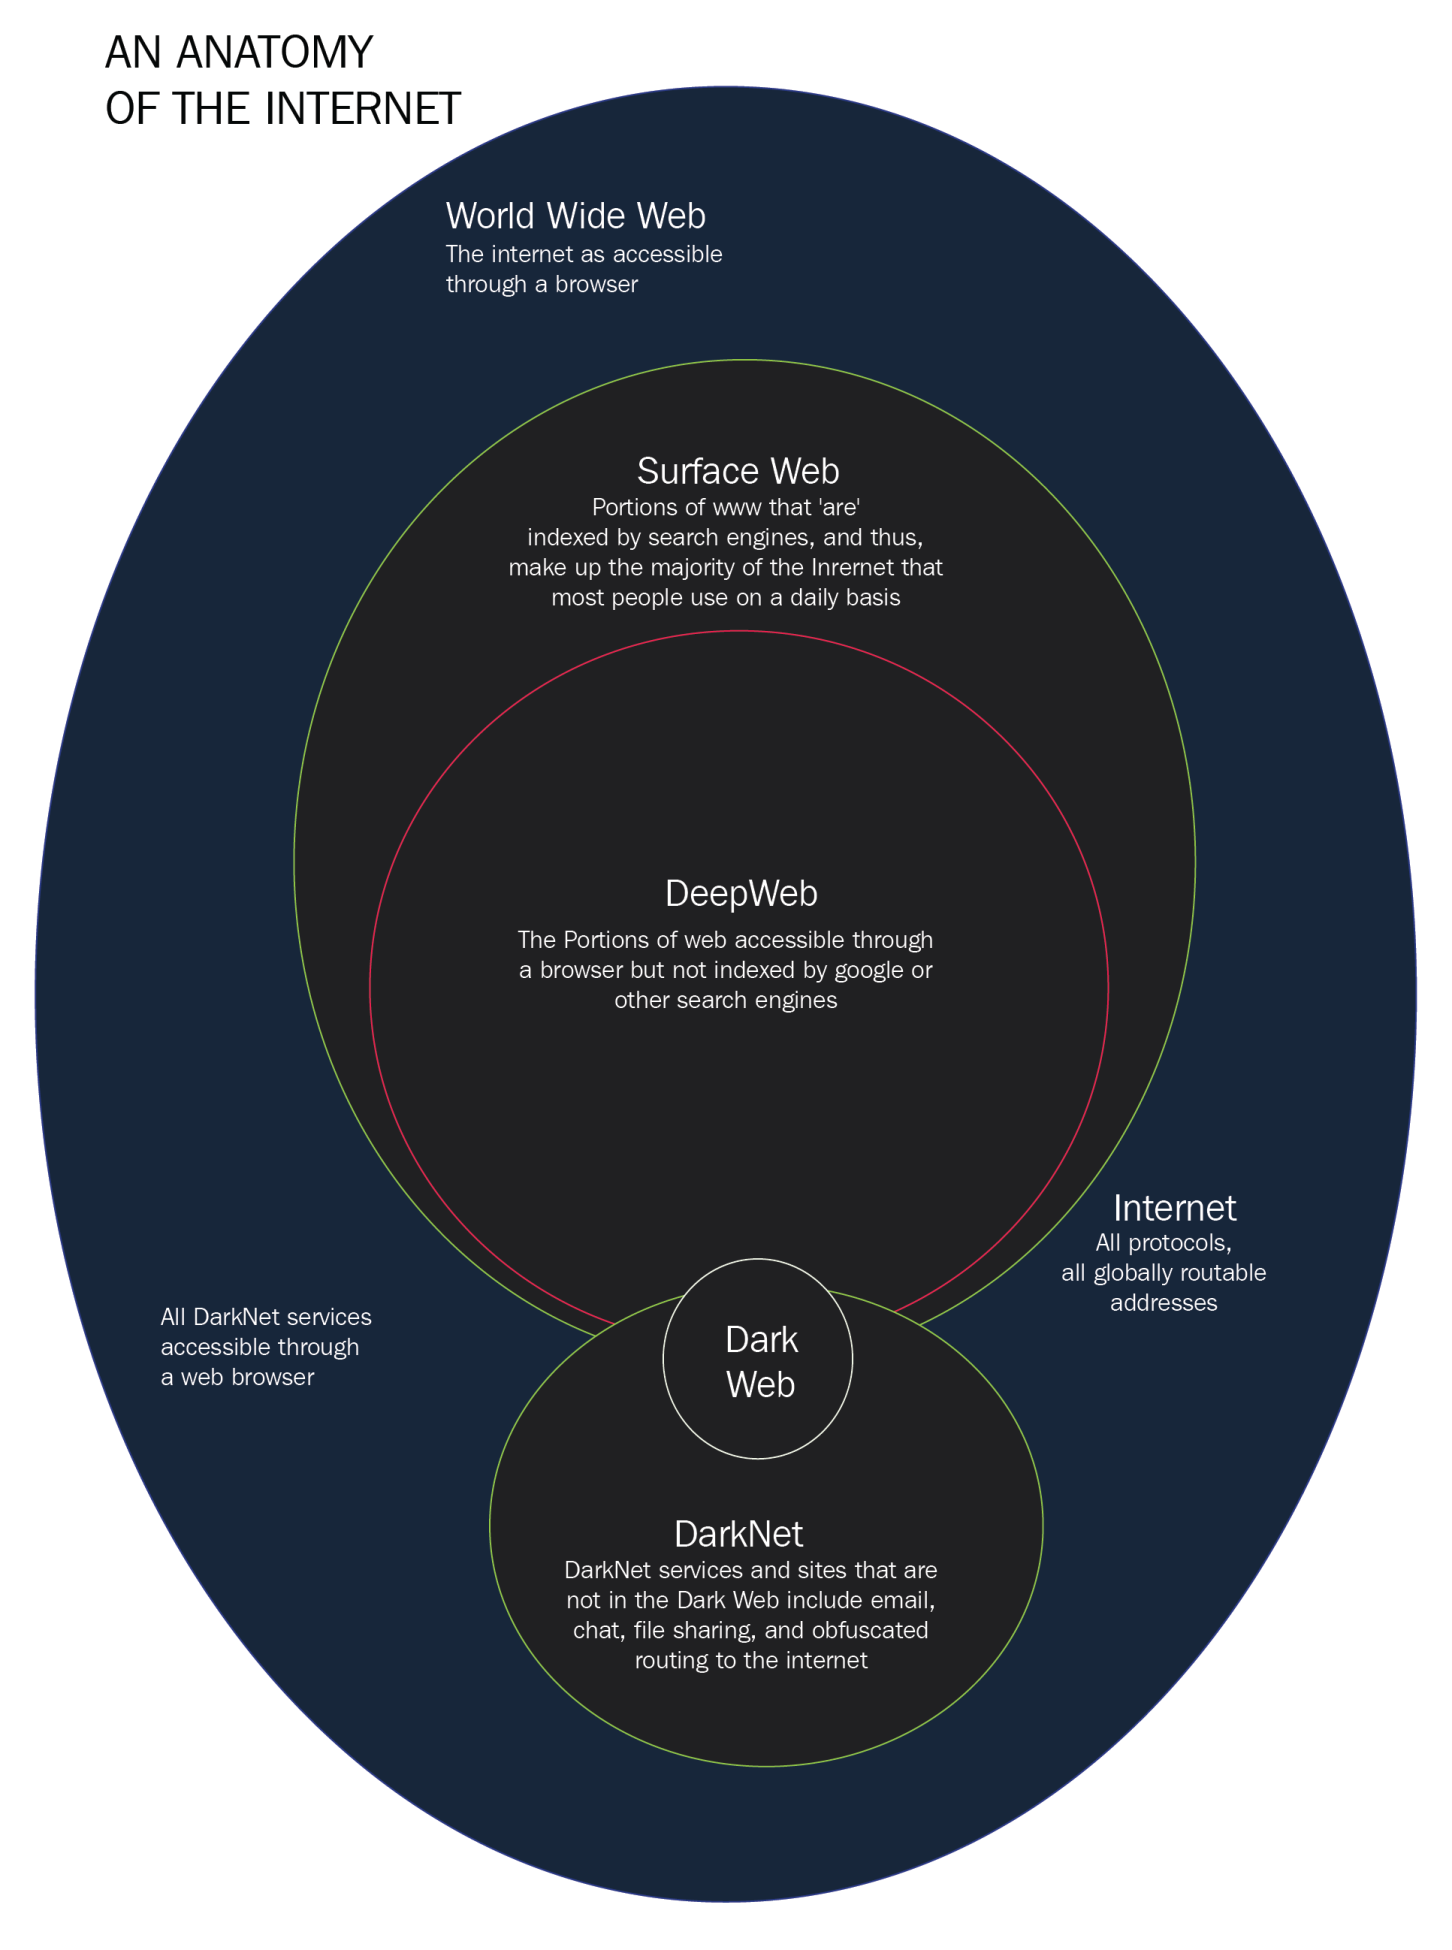 AN ANATOMY
OF THE INTERNET
World Wide Web
The internet as accessible
through a browser
Surface Web
Portions of www that 'are'
indexed by search engines, and thus,
make up the majority of the Inrernet that
most people use on a daily basis
DeepWeb
The Portions of web accessible through
a browser but not indexed by google or
other search engines
Internet
All protocols,
all globally routable
addresses
All DarkNet services
accessible through
a web browser
Dark
Web
DarkNet
DarkNet services and sites that are
not in the Dark Web include email,
chat, file sharing, and obfuscated
routing to the internet